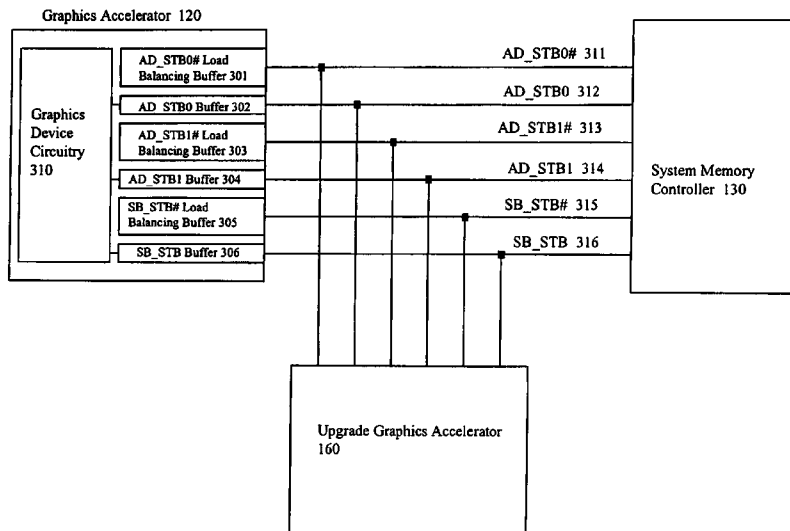 Graphics Accelerator 120
AD_STB0# Load
Balancing Buffer 301
AD_STB0 Buffer 302
AD_STB1# Load
Balancing Buffer 303
AD_STB1 Buffer 304
SB_STB# Load
Balancing Buffer 305
SB_STB Buffer 306
Graphics
Device
Circuitry
310
AD_STB0# 311
AD_STB0 312
AD_STB1# 313
AD_STB1 314
SB_STB# 315
SB_STB 316
System Memory
Controller 130
Upgrade Graphics Accelerator
160